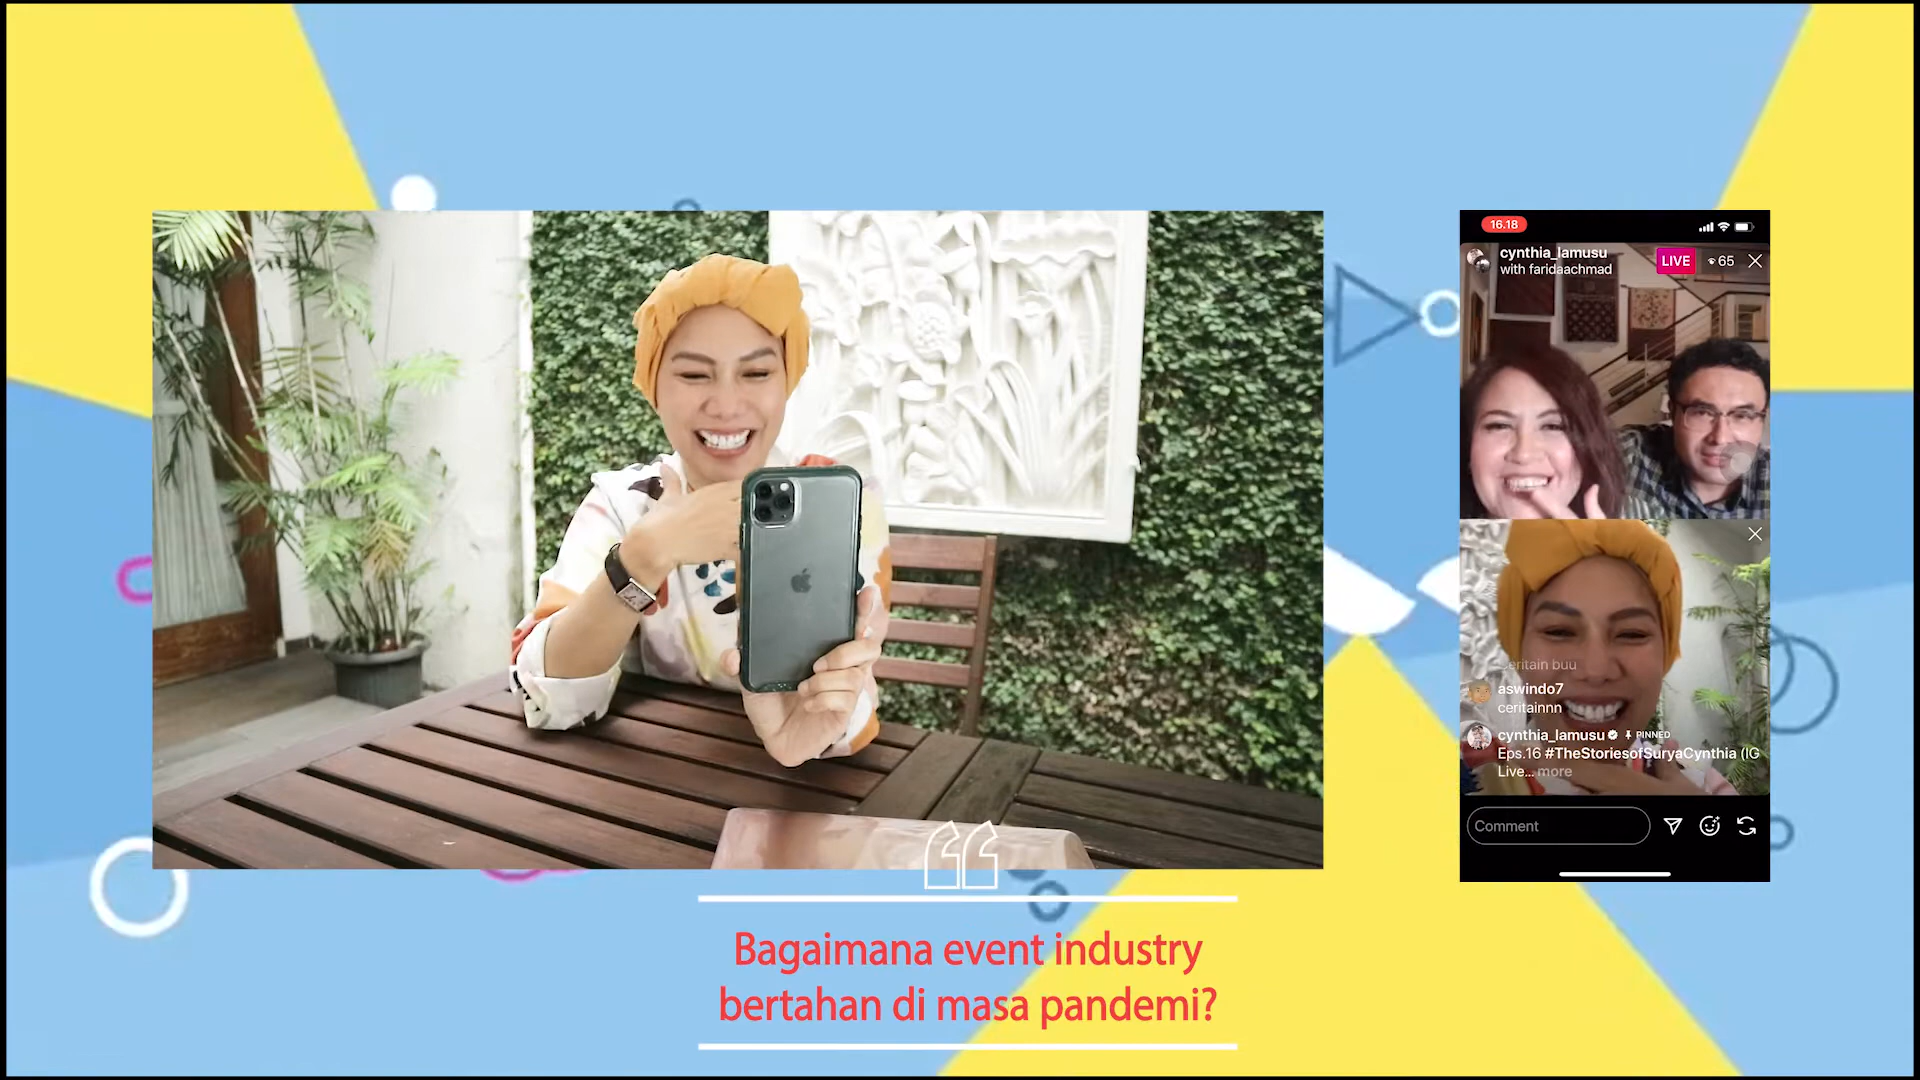 16.18
cynthia_lamusu
with faridaachmad
LIVE
65
eritain buu
aswindo7
ceritainnn
cynthia_lamusu PINNED
Eps.16 #TheStoriesofSuryaCynthia (IG
Live... more
Comment
Bagaimana event industry
bertahan di masa pandemi?